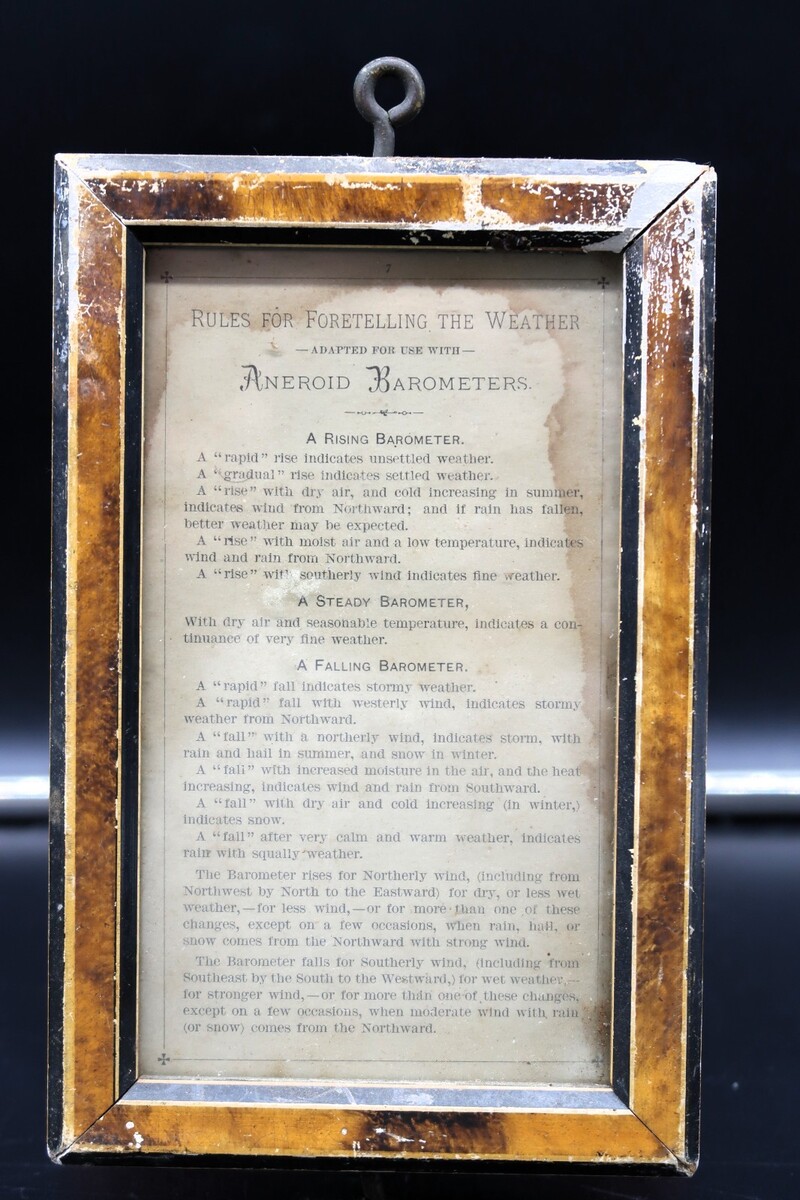 RULES FOR FORETELLING THE WEATHER
—ADAPTED FOR USE WITH—
ANEROID BAROMETERS.
A RISING BAROMETER.
A “rapid” rise indicates unsettled weather.
A “gradual” rise indicates settled weather.
A “rise” with dry air, and cold increasing in summer,
indicates wind from Northward; and if rain has fallen,
better weather may be expected.
A “rise” with moist air and a low temperature, indicates
wind and rain from Northward.
A “rise” with southerly wind indicates fine weather.
A STEADY BAROMETER,
With dry air and seasonable temperature, indicates a con-
tinuance of very fine weather.
A FALLING BAROMETER.
A “rapid” fall indicates stormy weather.
A “rapid” fall with westerly wind, indicates stormy
weather from Northward.
A “fall” with a northerly wind, indicates storm, with
rain and hail in summer, and snow in winter.
A “fall” with increased moisture in the air, and the heat
increasing, indicates wind and rain from Southward.
A “fall” with dry air and cold increasing (in winter,)
indicates snow.
A “fall” after very calm and warm weather, indicates
rain with squally weather.
The Barometer rises for Northerly wind, (including from
Northwest by North to the Eastward) for dry, or less wet
weather,—for less wind,—or for more than one of these
changes, except on a few occasions, when rain, hail, or
snow comes from the Northward with strong wind.
The Barometer falls for Southerly wind, (including from
Southeast by the South to the Westward,) for wet weather,—
for stronger wind,—or for more than one of these changes,
except on a few occasions, when moderate wind with rain
(or snow) comes from the Northward.